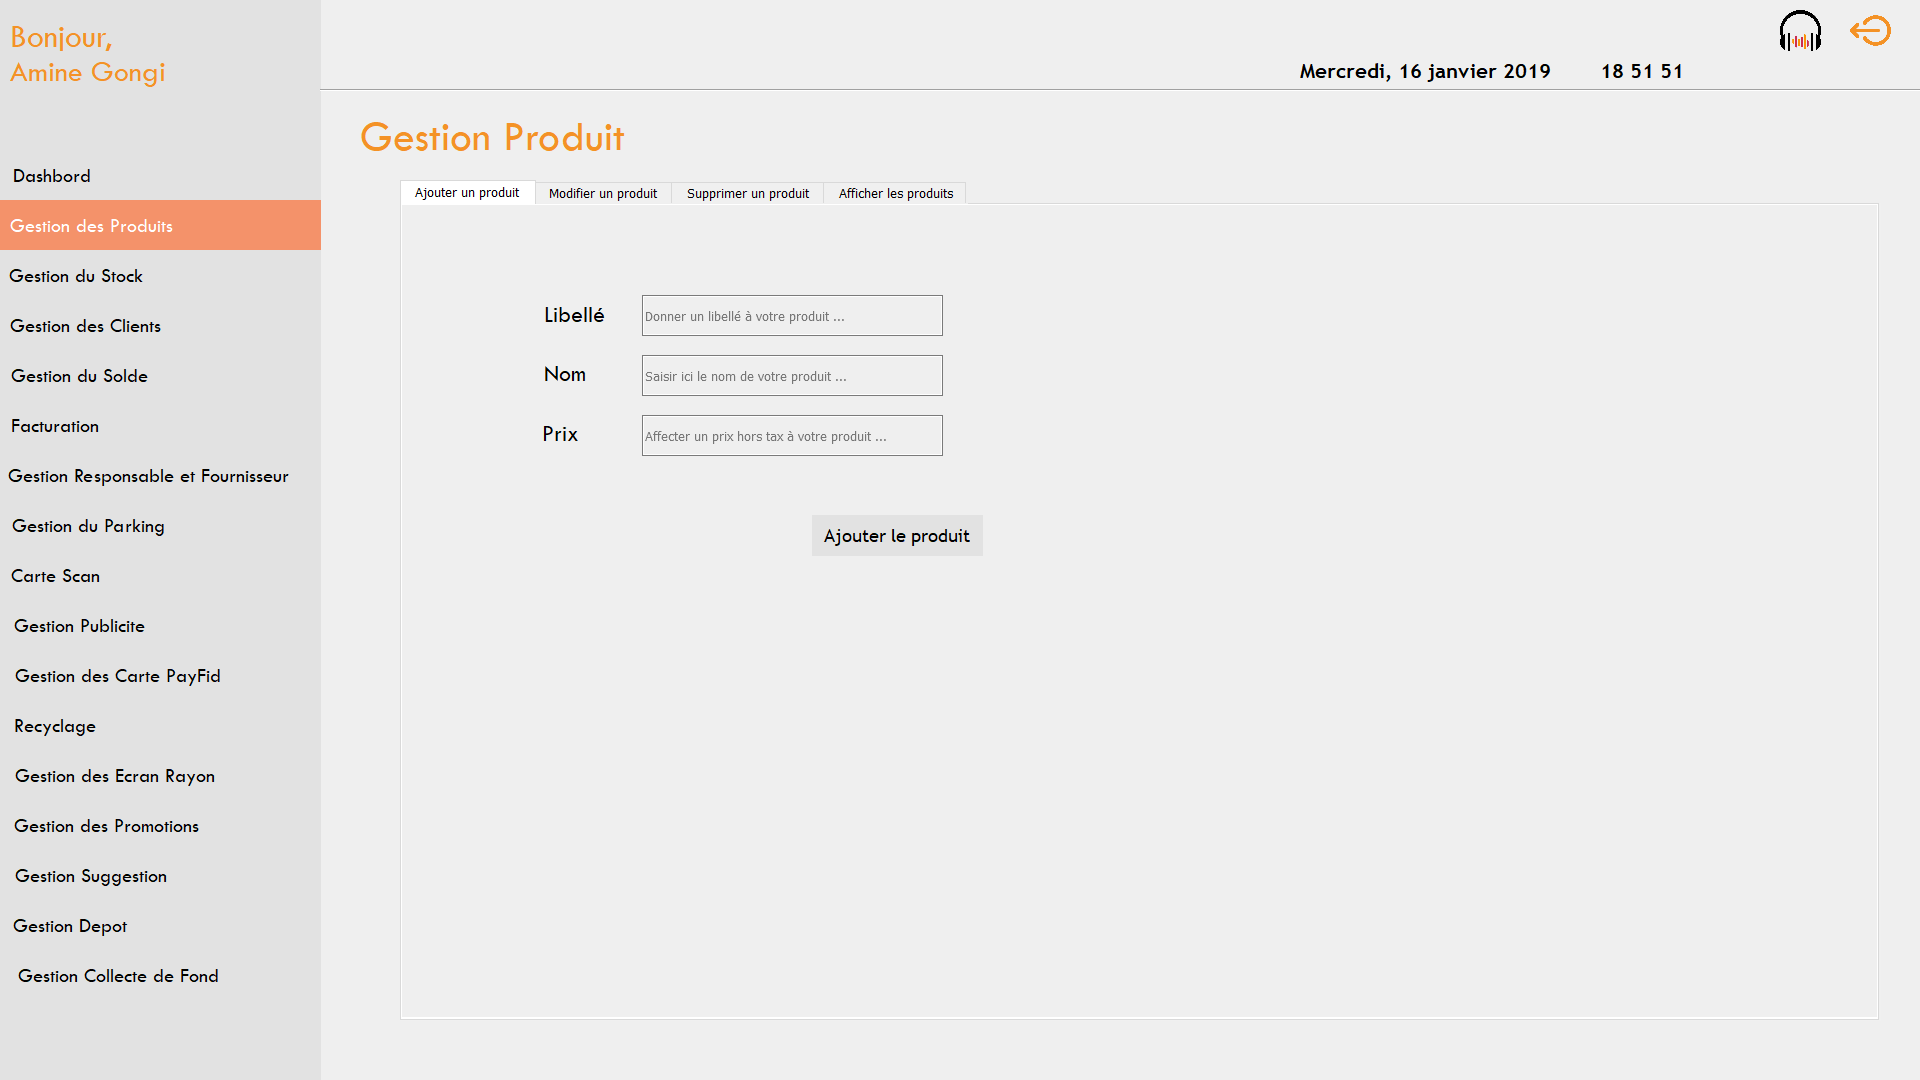 Bonjour,
Amine Gongi
Mercredi, 16 janvier 2019 18 51 51
Dashbord
Gestion des Produits
Gestion du Stock
Gestion des Clients
Gestion du Solde
Facturation
Gestion Responsable et Fournisseur
Gestion du Parking
Carte Scan
Gestion Publicite
Gestion des Carte PayFid
Recyclage
Gestion des Ecran Rayon
Gestion des Promotions
Gestion Suggestion
Gestion Depot
Gestion Collecte de Fond
Gestion Produit
Ajouter un produit Modifier un produit Supprimer un produit Afficher les produits
Libellé Donner un libellé à votre produit ...
Nom Saisir ici le nom de votre produit ...
Prix Affecter un prix hors tax à votre produit ...
Ajouter le produit